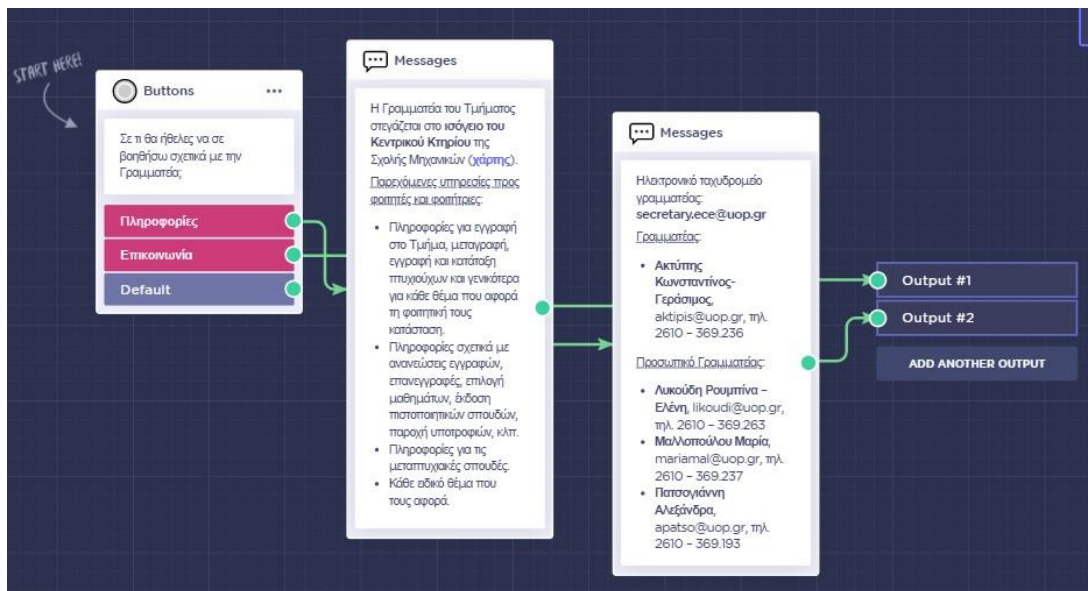 START HERE!
Buttons
Σε τι θα ήθελες να σε
βοηθήσω σχετικά με την
Γραμματεία;
Πληροφορίες
Επικοινωνία
Default
Messages
Η Γραμματεία του Τμήματος
στεγάζεται στο ισόγειο του
Κεντρικού Κτηρίου της
Σχολής Μηχανικών (χάρτης).
Παρεχόμενες υπηρεσίες προς
φοιτητές και φοιτήτριες:
• Πληροφορίες για εγγραφή
στο Τμήμα, μεταγραφή,
εγγραφή και κατάταξη
πτυχιούχων και γενικότερα
για κάθε θέμα που αφορά
τη φοιτητική τους
κατάσταση.
• Πληροφορίες σχετικά με
ανανεώσεις εγγραφών,
επανεγγραφές, επιλογή
μαθημάτων, έκδοση
πιστοποιητικών σπουδών,
παροχή υποτροφιών, κλπ.
• Πληροφορίες για τις
μεταπτυχιακές σπουδές.
• Κάθε ειδικό θέμα που
τους αφορά.
Messages
Ηλεκτρονικό ταχυδρομείο
γραμματείας:
secretary.ece@uop.gr
Γραμματέας:
• Ακτύπης
Κωνσταντίνος-
Γεράσιμος,
aktipis@uop.gr, τηλ.
2610 – 369.236
Προσωπικό Γραμματείας:
• Λυκούδη Ρουμπίνα –
Ελένη, likoudi@uop.gr,
τηλ. 2610 – 369.263
• Μαλλοπούλου Μαρία,
mariamal@uop.gr, τηλ.
2610 – 369.237
• Πατσογιάννη
Αλεξάνδρα,
apatso@uop.gr, τηλ.
2610 – 369.193
Output #1
Output #2
ADD ANOTHER OUTPUT